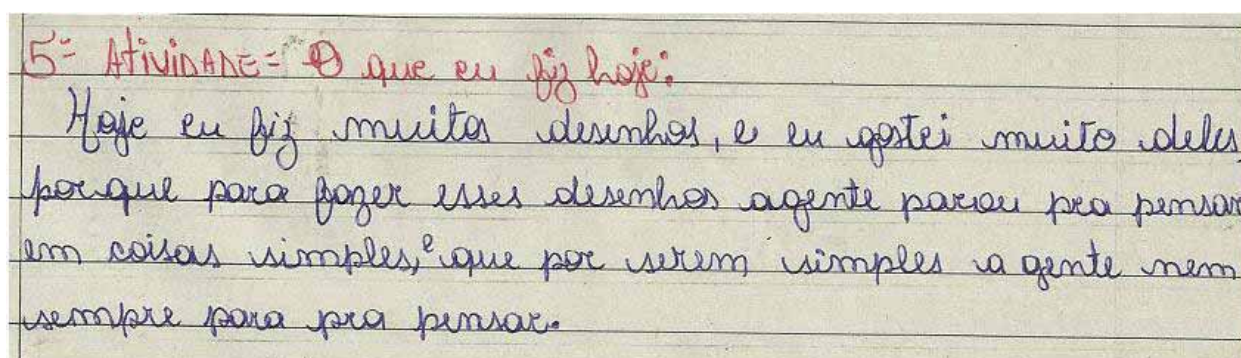 5ª ATIVIDADE = O que eu fiz hoje:
Hoje eu fiz muitos desenhos, e eu gostei muito deles,
porque para fazer esses desenhos agente parou pra pensar
em coisas simples, e que por serem simples a gente nem
sempre para pra pensar.